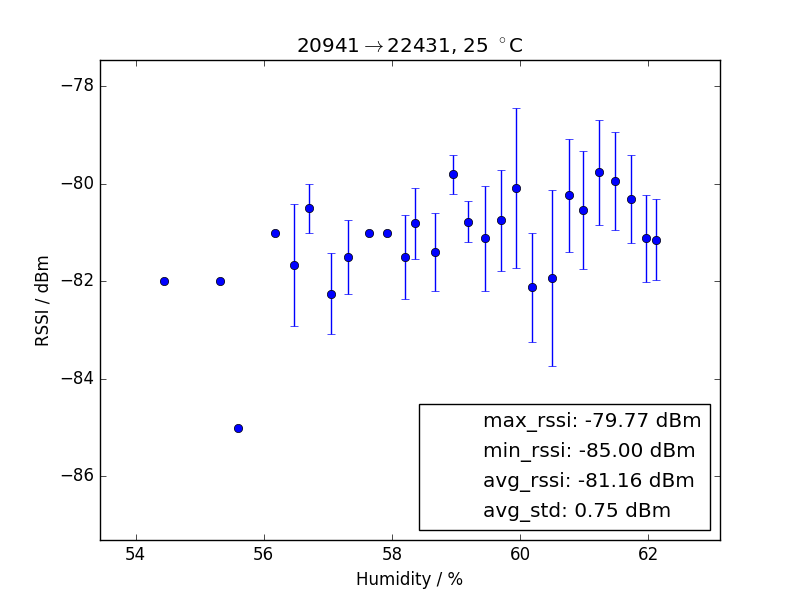 20941→22431, 25 °C
−78
−80
−82
−84
−86
RSSI / dBm
max_rssi: -79.77 dBm
min_rssi: -85.00 dBm
avg_rssi: -81.16 dBm
avg_std: 0.75 dBm
54 56 58 60 62
Humidity / %